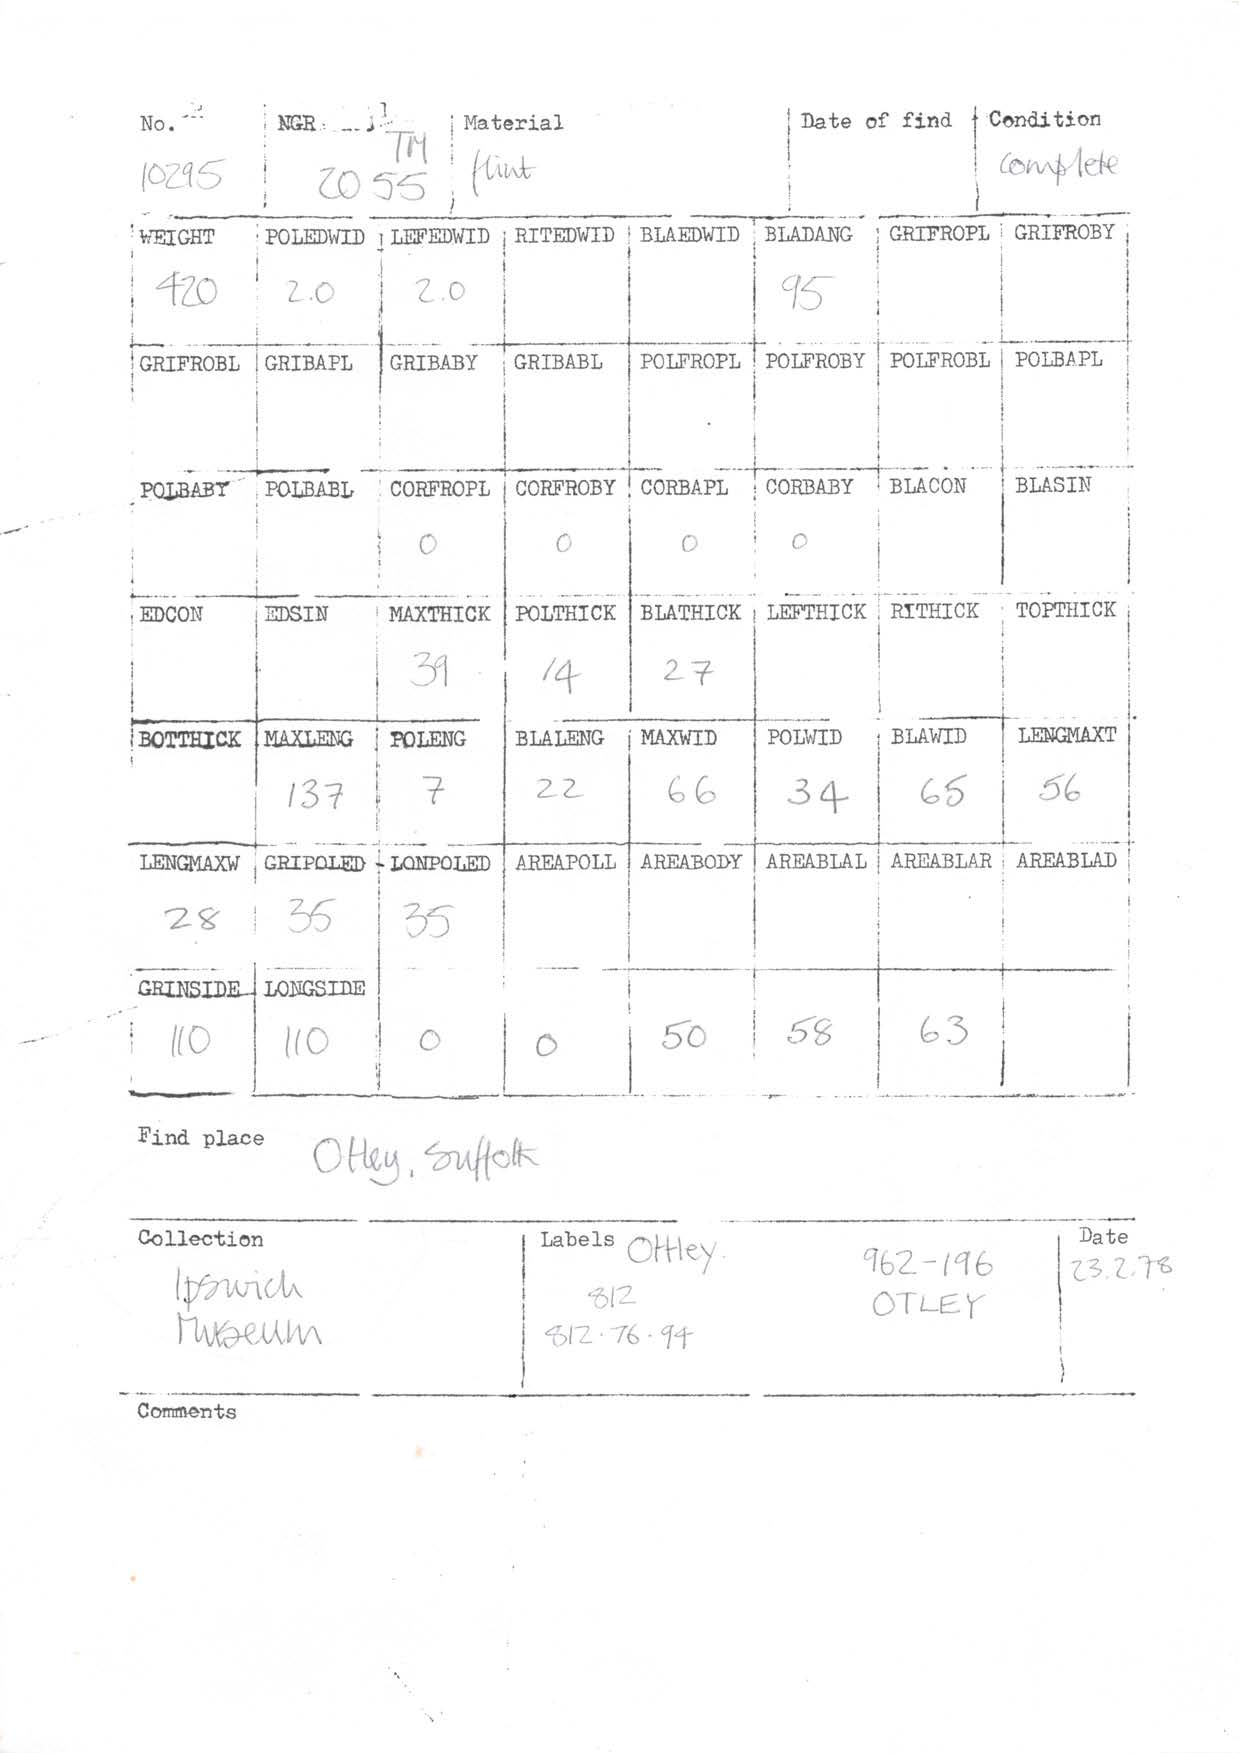 No. NGR Material Date of find Condition
10295 TM 20 55 flint complete
WEIGHT POLEDWID LEFEDWID RITEDWID BLAEDWID BLADANG GRIFROPL GRIFROBY
420 2.0 2.0 95
GRIFROBL GRIBAPL GRIBABY GRIBABL POLFROPL POLFROBY POLFROBL POLBAPL
POLBABY POLBABL CORFROPL CORFROBY CORBAPL CORBABY BLACON BLASIN
0 0 0 0
EDCON EDSIN MAXTHICK POLTHICK BLATHICK LEFTHICK RITHICK TOPTHICK
39 14 27
BOTTHICK MAXLENG POLENG BLALENG MAXWID POLWID BLAWID LENGMAXT
137 7 22 66 34 65 56
LENGMAXW GRIPOLED LONPOLED AREAPOLL AREABODY AREABLAL AREABLAR AREABLAD
28 35 35
GRINSIDE LONGSIDE
110 110 0 0 50 58 63
Find place Otley, Suffolk
Collection Labels Ottley. 962-196 Date
Ipswich 812 OTLEY 23.2.78
Museum 812.76.94
Comments